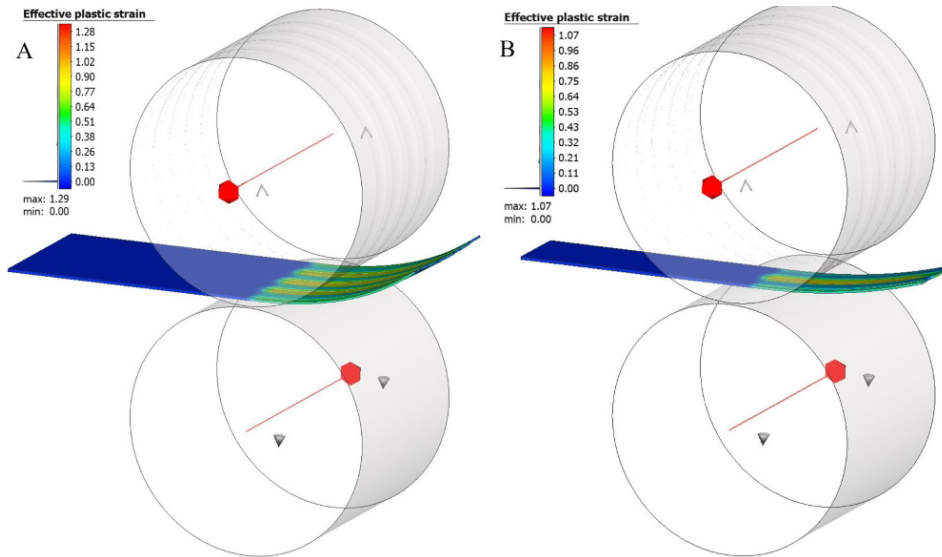 Effective plastic strain
A
1.28
1.15
1.02
0.90
0.77
0.64
0.51
0.38
0.26
0.13
0.00
max: 1.29
min: 0.00
Effective plastic strain
B
1.07
0.96
0.86
0.75
0.64
0.53
0.43
0.32
0.21
0.11
0.00
max: 1.07
min: 0.00